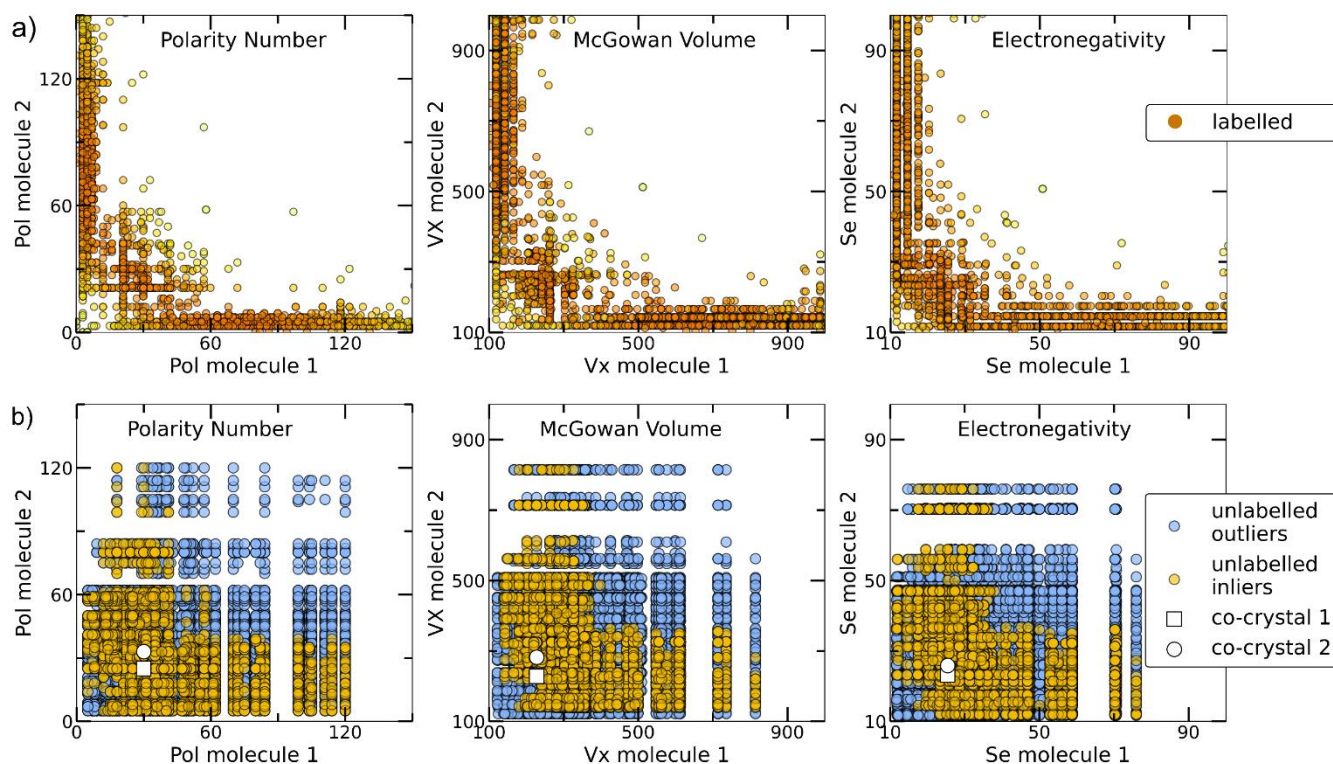 a)
Polarity Number
McGowan Volume
Electronegativity
Pol molecule 2
VX molecule 2
Se molecule 2
120
60
0
900
500
100
90
50
10
labelled
0
60
120
100
500
900
10
50
90
Pol molecule 1
Vx molecule 1
Se molecule 1
b)
Polarity Number
McGowan Volume
Electronegativity
Pol molecule 2
VX molecule 2
Se molecule 2
120
60
0
900
500
100
90
50
10
unlabelled
outliers
unlabelled
inliers
co-crystal 1
co-crystal 2
0
60
120
100
500
900
10
50
90
Pol molecule 1
Vx molecule 1
Se molecule 1